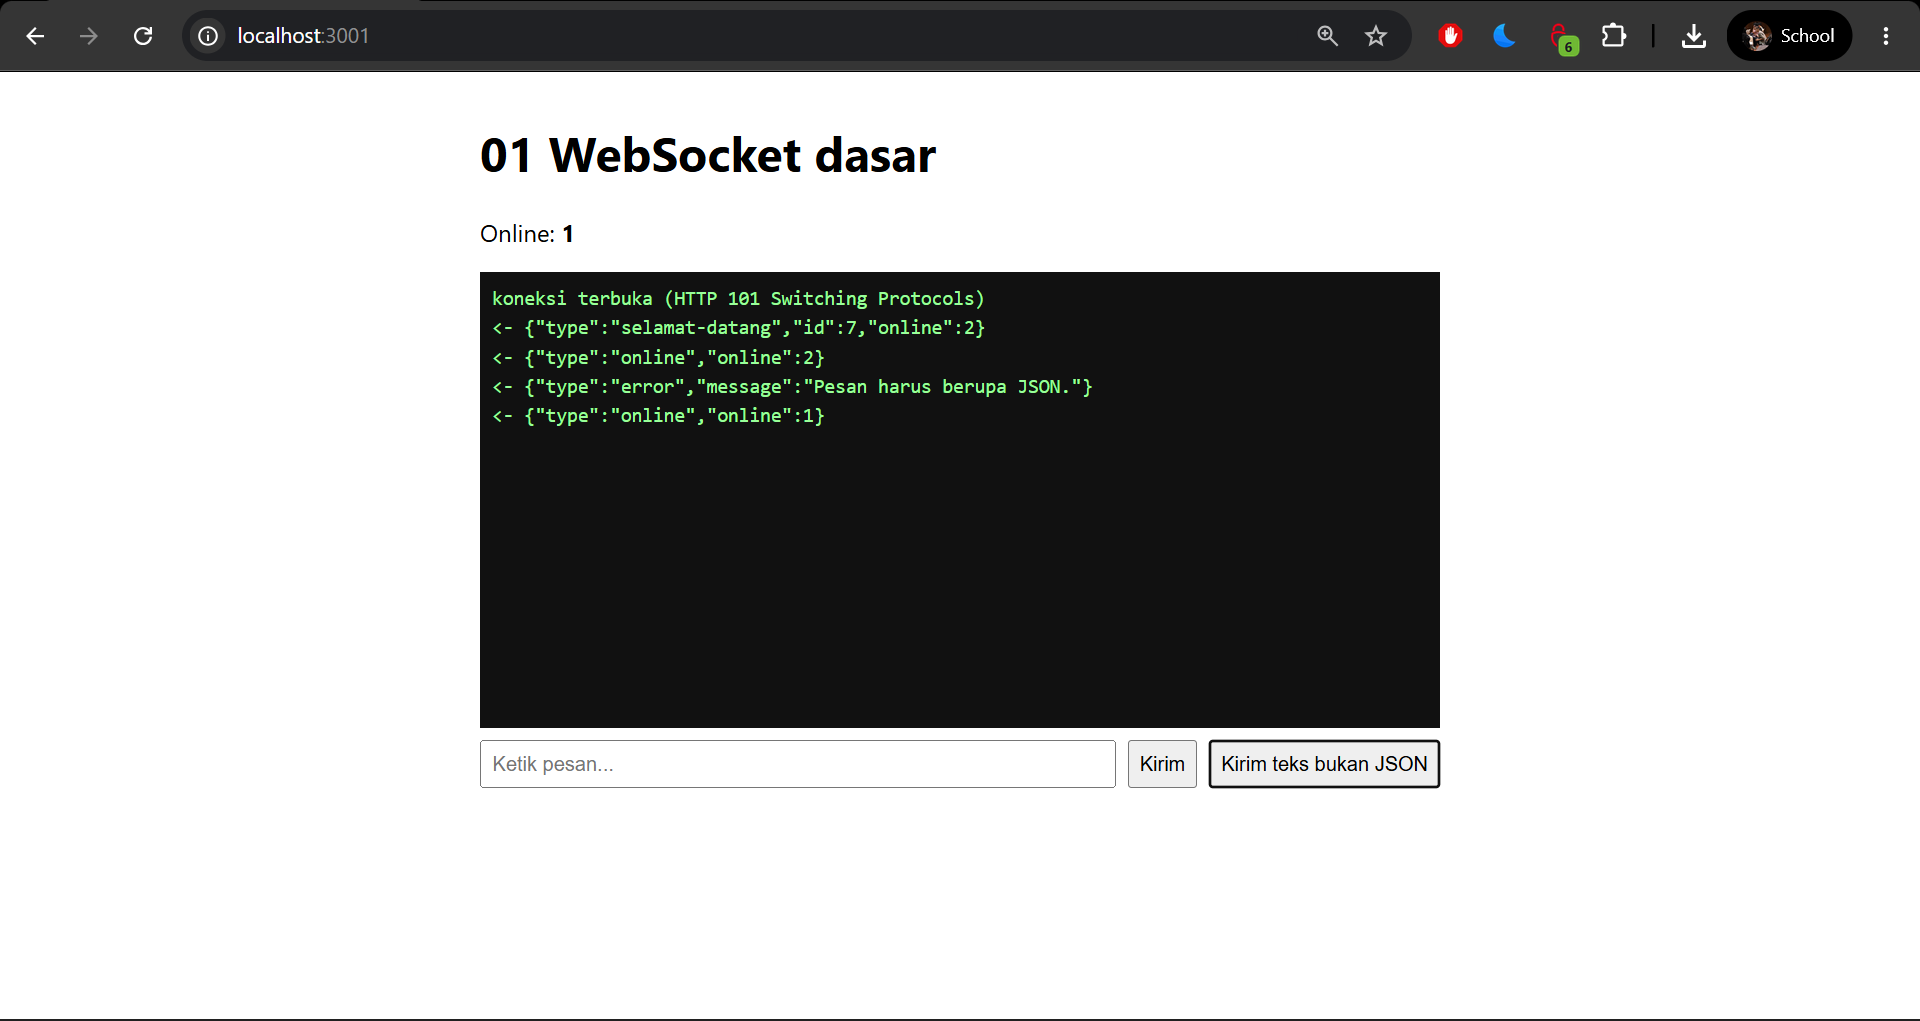 localhost:3001
6
School
01 WebSocket dasar
Online: 1
koneksi terbuka (HTTP 101 Switching Protocols)
<- {"type":"selamat-datang","id":7,"online":2}
<- {"type":"online","online":2}
<- {"type":"error","message":"Pesan harus berupa JSON."}
<- {"type":"online","online":1}
Ketik pesan...
Kirim
Kirim teks bukan JSON